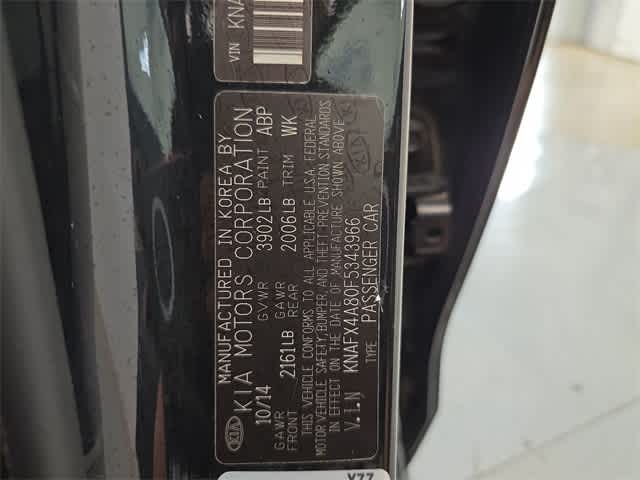 VIN KNA
MANUFACTURED IN KOREA BY
KIA MOTORS CORPORATION
10/14 GVWR 3902LB PAINT ABP
GAWR FRONT 2161LB GAWR REAR 2006LB TRIM WK
THIS VEHICLE CONFORMS TO ALL APPLICABLE U.S.A. FEDERAL
MOTOR VEHICLE SAFETY, BUMPER, AND THEFT PREVENTION STANDARDS
IN EFFECT ON THE DATE OF MANUFACTURE SHOWN ABOVE.
V.I.N KNAFX4A80F5343966
TYPE PASSENGER CAR
KIA